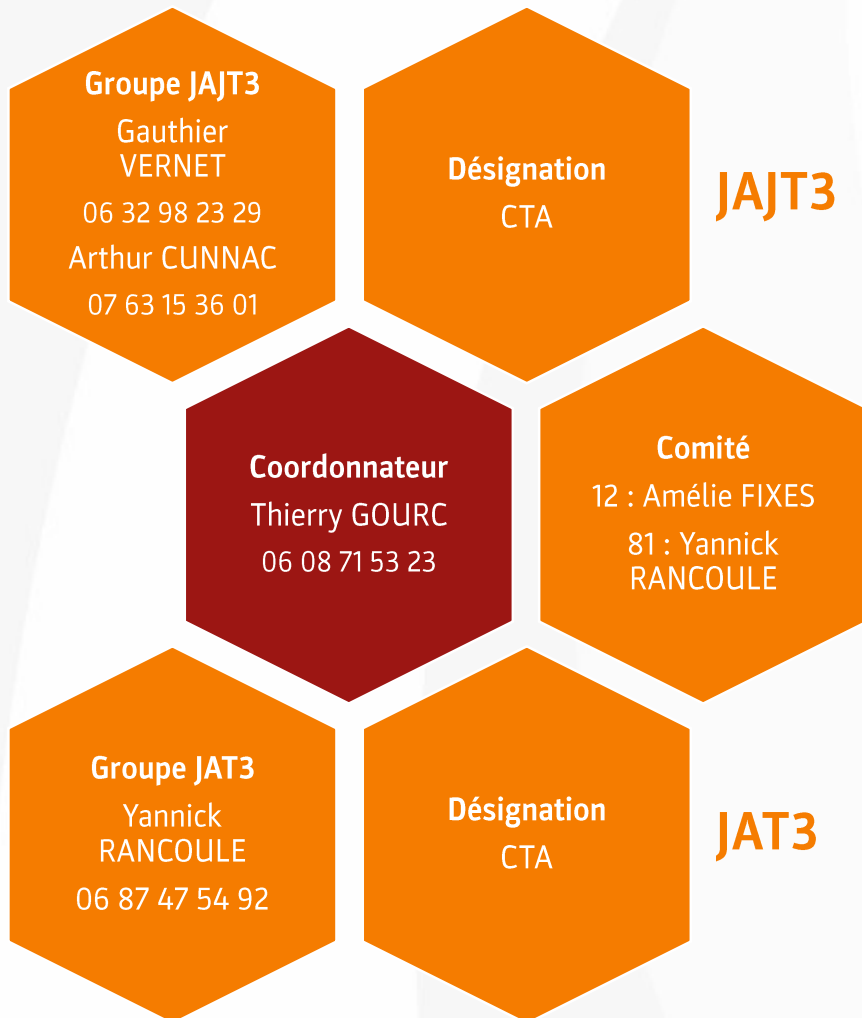 Groupe JAJT3
Gauthier
VERNET
06 32 98 23 29
Arthur CUNNAC
07 63 15 36 01
Désignation
CTA
JAJT3
Coordonnateur
Thierry GOURC
06 08 71 53 23
Comité
12 : Amélie FIXES
81 : Yannick
RANCOULE
Groupe JAT3
Yannick
RANCOULE
06 87 47 54 92
Désignation
CTA
JAT3